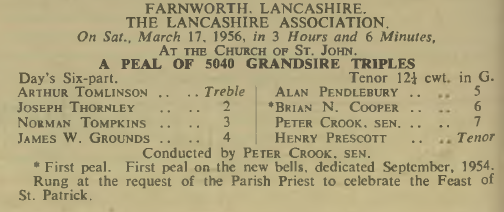 FARNWORTH, LANCASHIRE.
THE LANCASHIRE ASSOCIATION.
On Sat., March 17, 1956, in 3 Hours and 6 Minutes,
AT THE CHURCH OF ST. JOHN.
A PEAL OF 5040 GRANDSIRE TRIPLES
Day's Six-part. Tenor 12¼ cwt. in G.
ARTHUR TOMLINSON .. .. Treble ALAN PENDLEBURY .. .. 5
JOSEPH THORNLEY .. .. 2 *BRIAN N. COOPER .. .. 6
NORMAN TOMPKINS .. .. 3 PETER CROOK, SEN. .. .. 7
JAMES W. GROUNDS .. .. 4 HENRY PRESCOTT .. .. Tenor
Conducted by PETER CROOK, SEN.
* First peal. First peal on the new bells, dedicated September, 1954.
Rung at the request of the Parish Priest to celebrate the Feast of
St. Patrick.